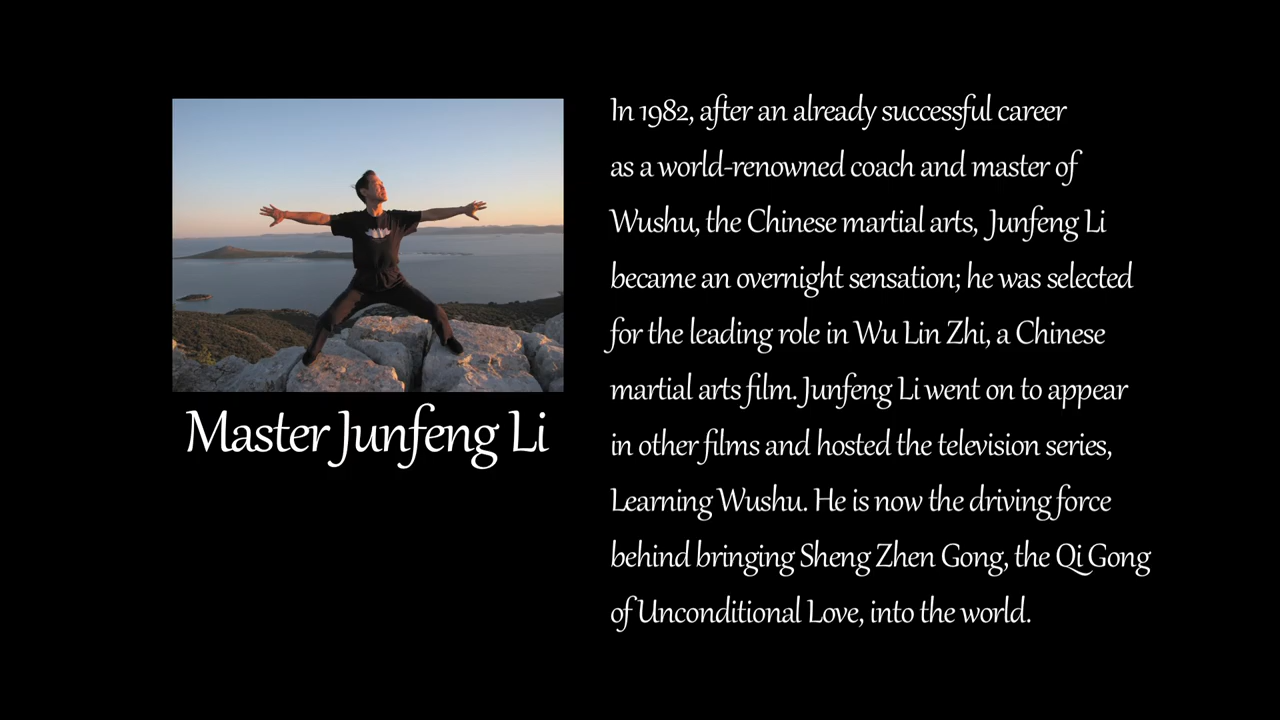 Master Junfeng Li
In 1982, after an already successful career
as a world-renowned coach and master of
Wushu, the Chinese martial arts, Junfeng Li
became an overnight sensation; he was selected
for the leading role in Wu Lin Zhi, a Chinese
martial arts film. Junfeng Li went on to appear
in other films and hosted the television series,
Learning Wushu. He is now the driving force
behind bringing Sheng Zhen Gong, the Qi Gong
of Unconditional Love, into the world.